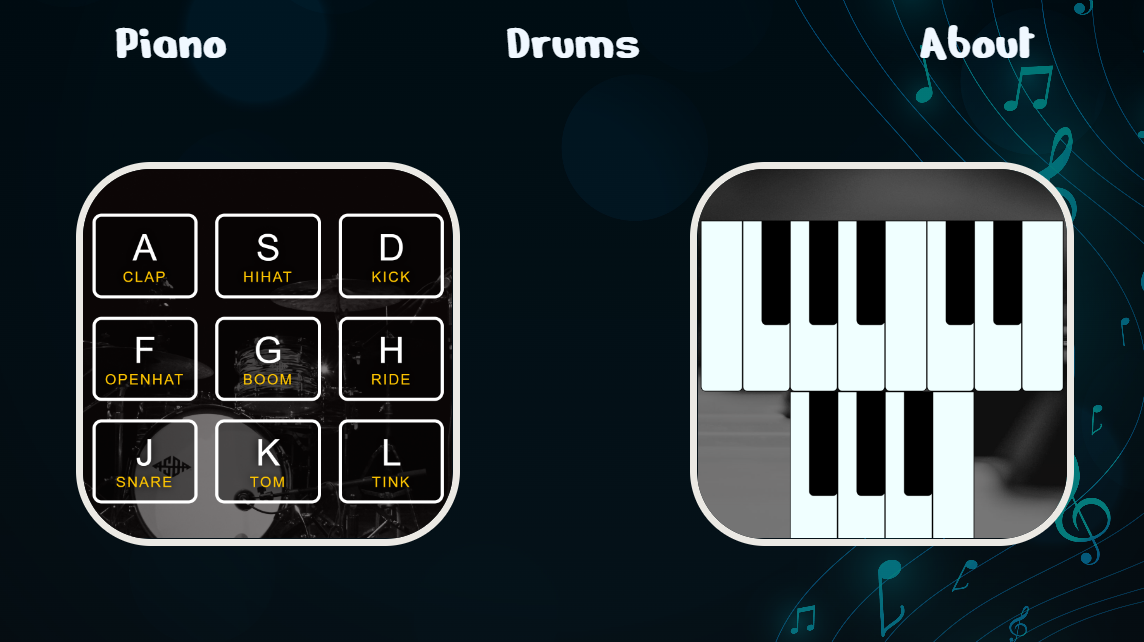 Piano Drums About
A S D
CLAP HIHAT KICK
F G H
OPENHAT BOOM RIDE
J K L
SNARE TOM TINK